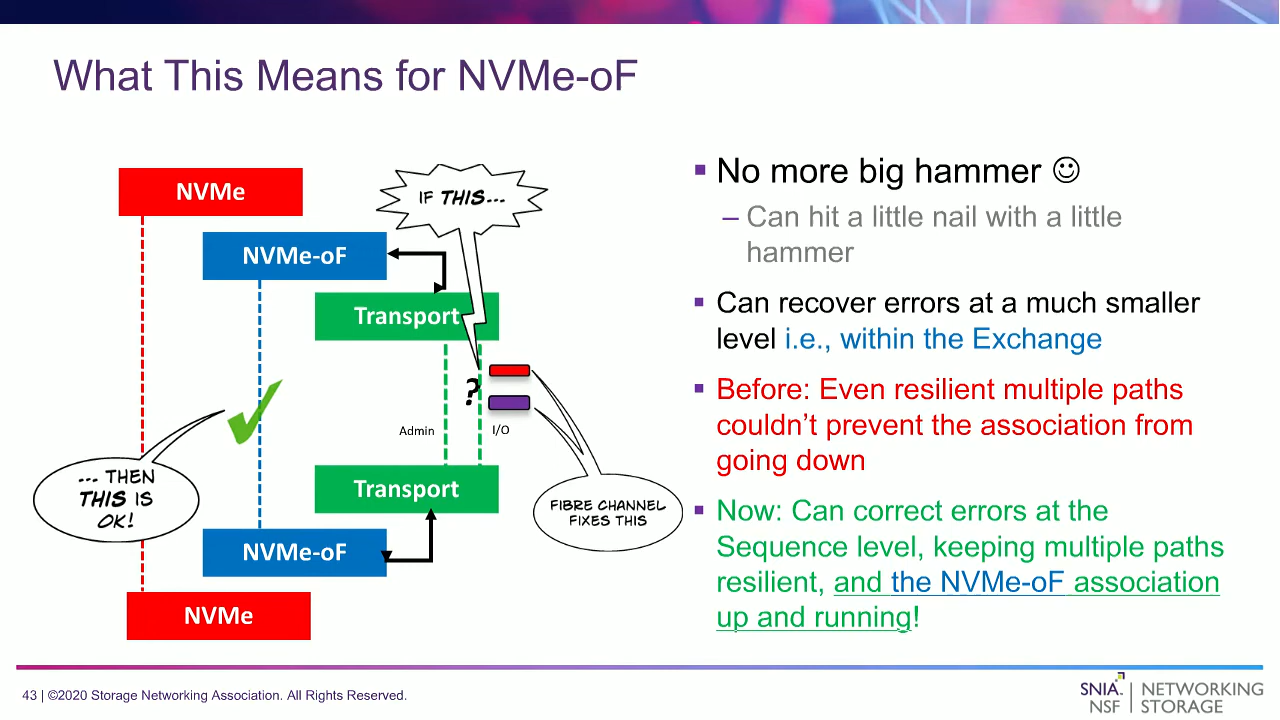 What This Means for NVMe-oF
NVMe
NVMe-oF
Transport
IF THIS...
?
Admin
I/O
... THEN
THIS IS
OK!
FIBRE CHANNEL
FIXES THIS
Transport
NVMe-oF
NVMe
▪ No more big hammer ☺
– Can hit a little nail with a little
hammer
▪ Can recover errors at a much smaller
level i.e., within the Exchange
▪ Before: Even resilient multiple paths
couldn’t prevent the association from
going down
▪ Now: Can correct errors at the
Sequence level, keeping multiple paths
resilient, and the NVMe-oF association
up and running!
43 | ©2020 Storage Networking Association. All Rights Reserved.
SNIA. | NETWORKING
NSF | STORAGE